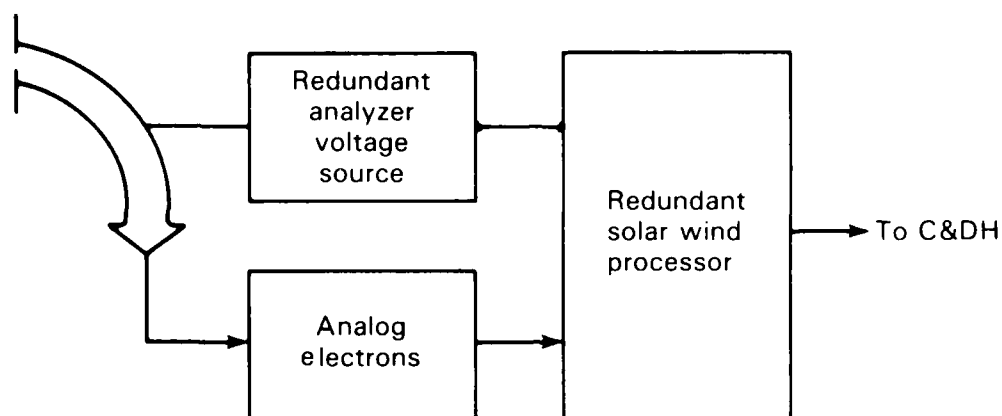 Redundant
analyzer
voltage
source
Redundant
solar wind
processor
To C&DH
Analog
electrons